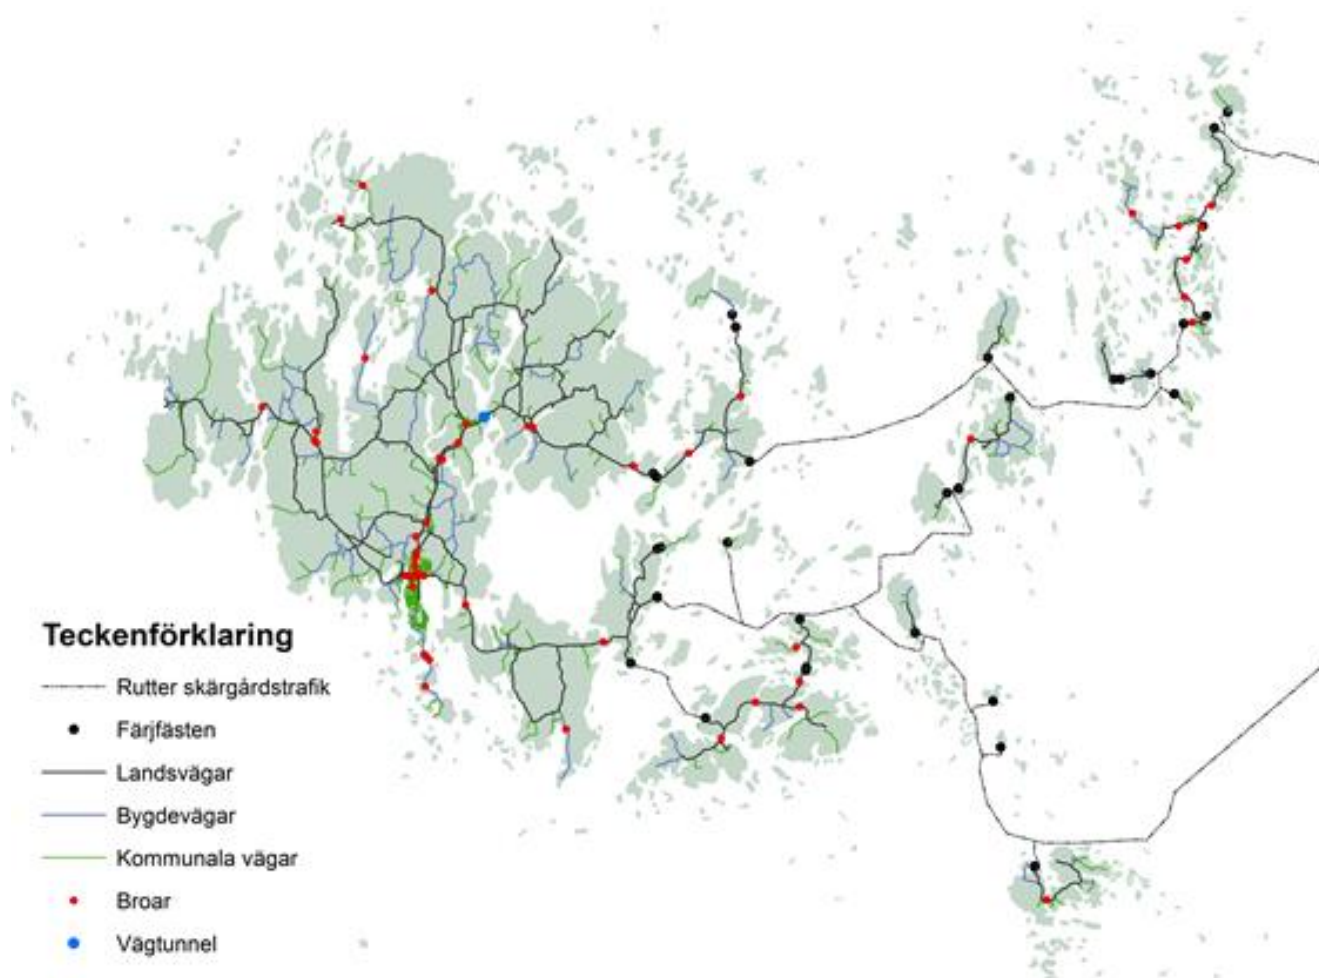 Teckenförklaring
Rutter skärgårdstrafik
Färjfästen
Landsvägar
Bygdevägar
Kommunala vägar
Broar
Vägtunnel